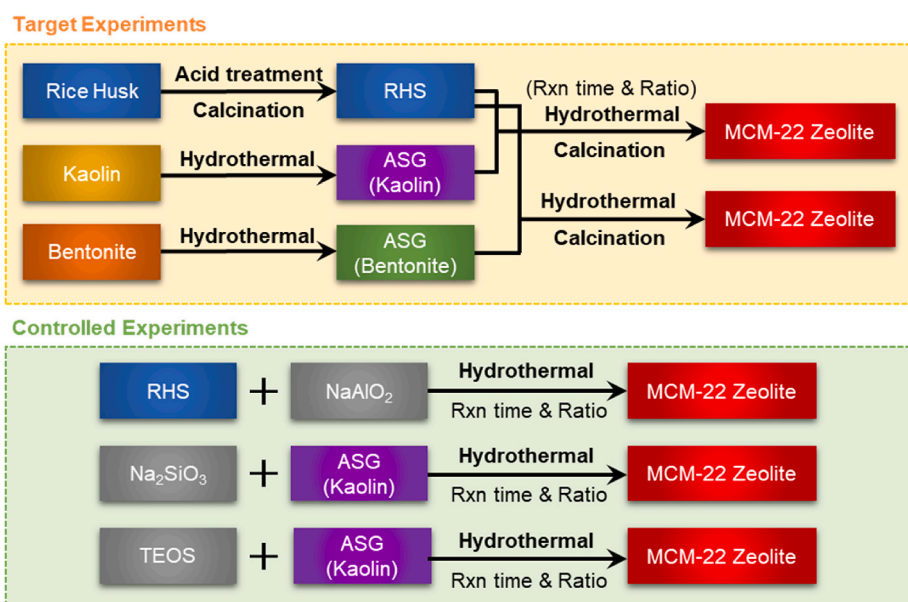 Target Experiments
Rice Husk
Acid treatment
Calcination
RHS
(Rxn time & Ratio)
Hydrothermal
Calcination
MCM-22 Zeolite
Kaolin
Hydrothermal
ASG
(Kaolin)
Bentonite
Hydrothermal
ASG
(Bentonite)
Hydrothermal
Calcination
MCM-22 Zeolite
Controlled Experiments
RHS
+
NaAlO₂
Hydrothermal
Rxn time & Ratio
MCM-22 Zeolite
Na₂SiO₃
+
ASG
(Kaolin)
Hydrothermal
Rxn time & Ratio
MCM-22 Zeolite
TEOS
+
ASG
(Kaolin)
Hydrothermal
Rxn time & Ratio
MCM-22 Zeolite